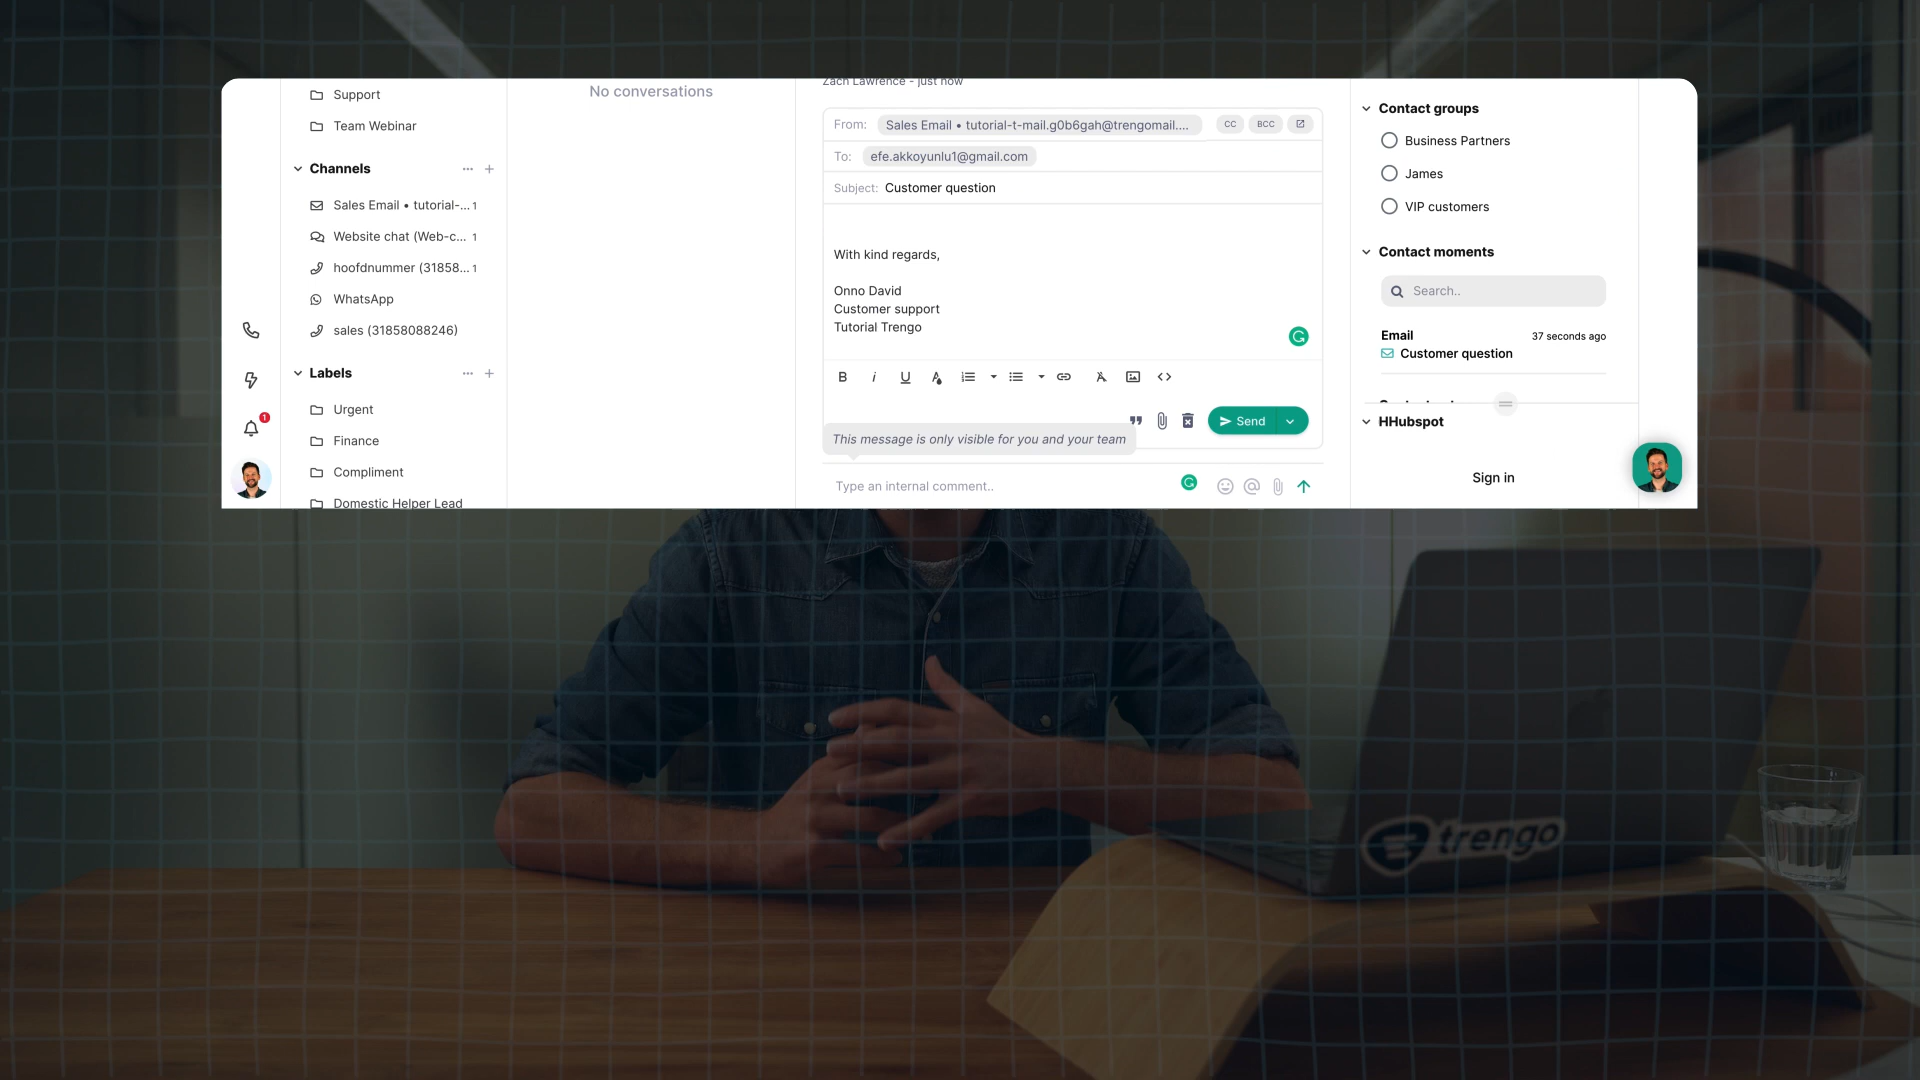 Support
Team Webinar
Channels
Sales Email • tutorial-... 1
Website chat (Web-c... 1
hoofdnummer (31858... 1
WhatsApp
sales (31858088246)
Labels
1
Urgent
Finance
Compliment
Domestic Helper Lead
No conversations
Zach Lawrence - just now
From: Sales Email • tutorial-t-mail.g0b6gah@trengomail.... CC BCC
To: efe.akkoyunlu1@gmail.com
Subject: Customer question
With kind regards,
Onno David
Customer support
Tutorial Trengo
B i U
Send
This message is only visible for you and your team
Type an internal comment..
Contact groups
Business Partners
James
VIP customers
Contact moments
Search..
Email 37 seconds ago
Customer question
HHubspot
Sign in
trengo